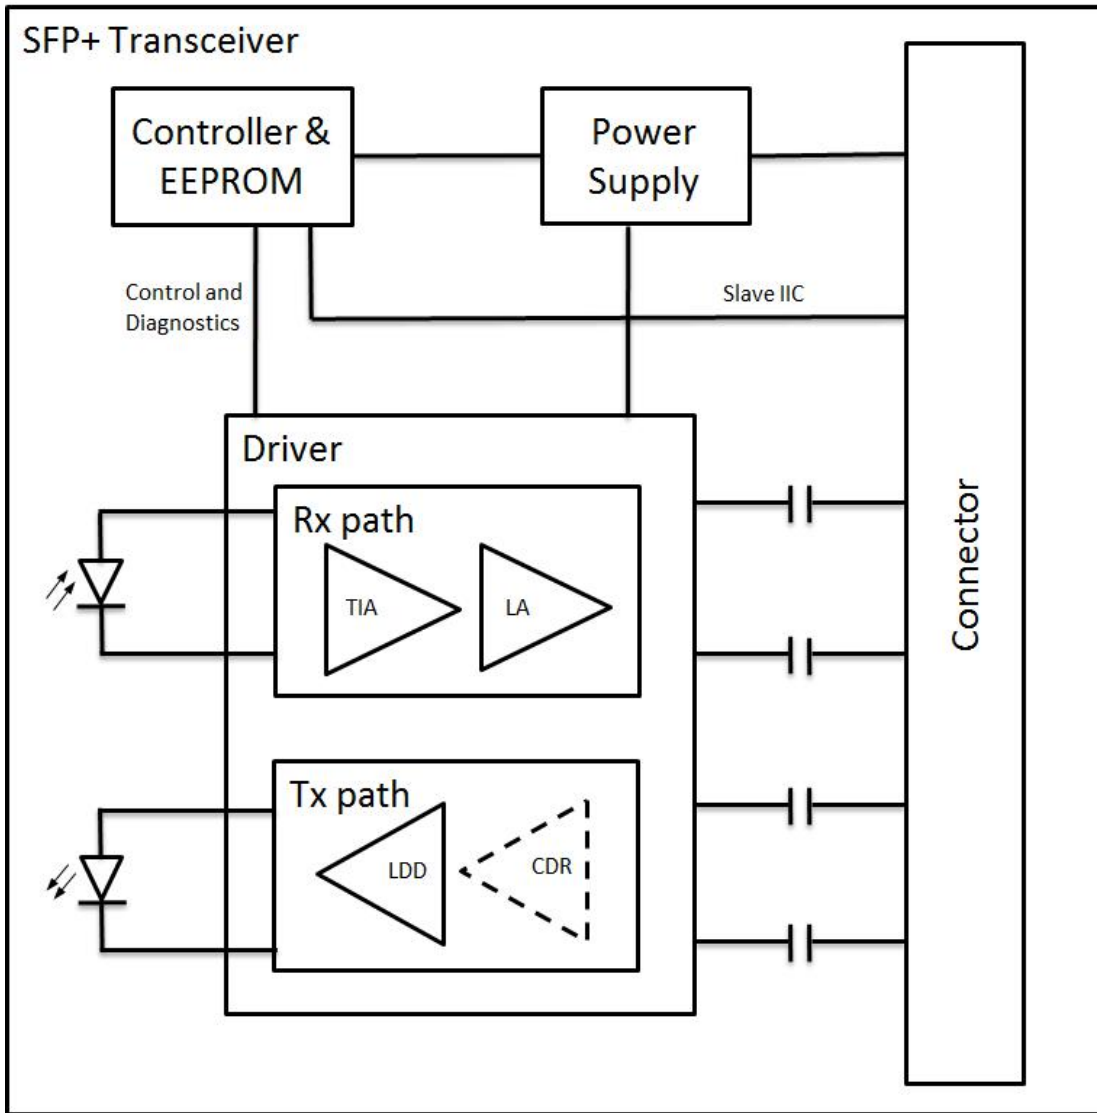 SFP+ Transceiver
Controller &
EEPROM
Power
Supply
Control and
Diagnostics
Slave IIC
Driver
Rx path
TIA
LA
Connector
Tx path
LDD
CDR